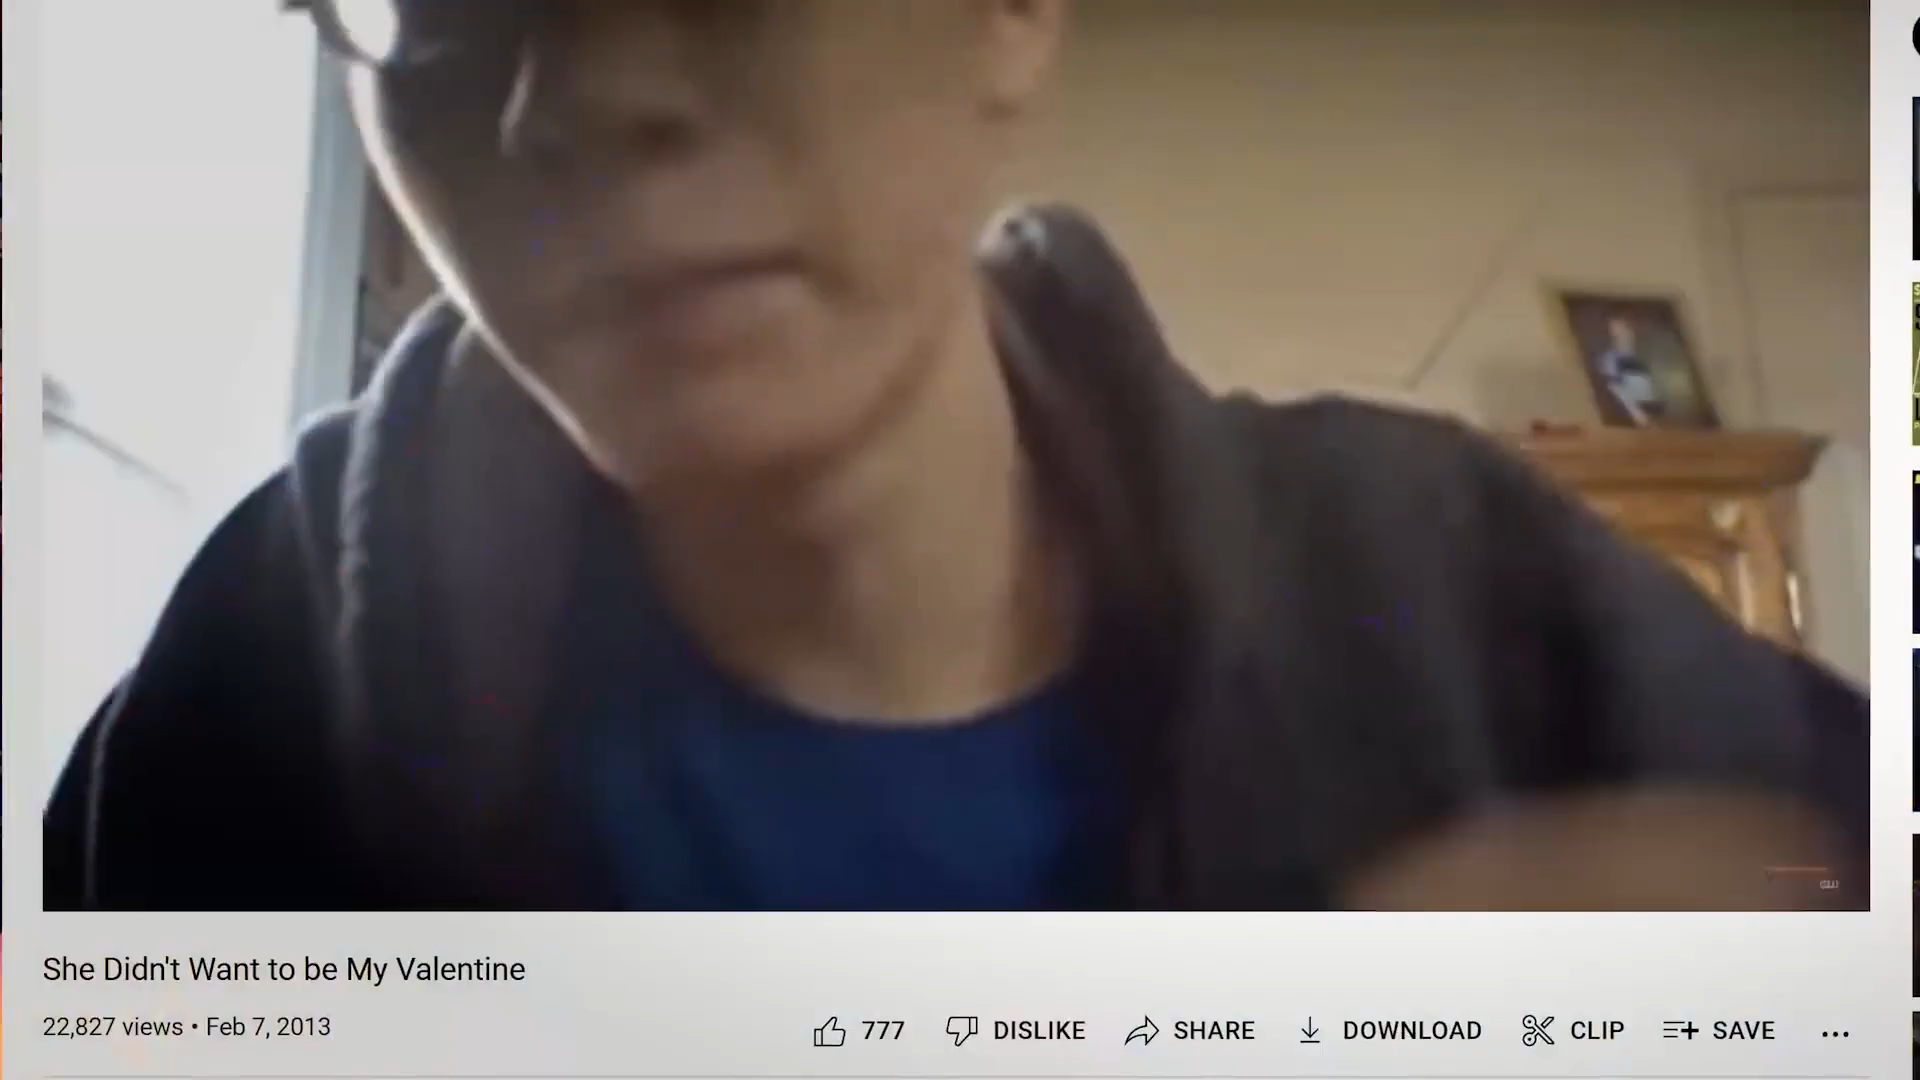 She Didn't Want to be My Valentine
22,827 views • Feb 7, 2013
777 DISLIKE SHARE DOWNLOAD CLIP SAVE ...